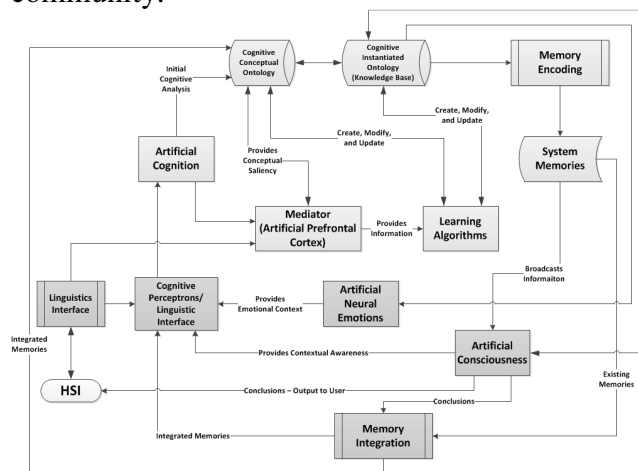 community.
Initial
Cognitive
Analysis
Cognitive
Conceptual
Ontology
Cognitive
Instantiated
Ontology
(Knowledge Base)
Memory
Encoding
Create, Modify,
and Update
Create, Modify,
and Update
Artificial
Cognition
Provides
Conceptual
Saliency
System
Memories
Mediator
(Artificial Prefrontal
Cortex)
Provides
Information
Learning
Algorithms
Broadcasts
Informaiton
Linguistics
Interface
Cognitive
Perceptrons/
Linguistic
Interface
Provides
Emotional Context
Artificial
Neural
Emotions
Integrated
Memories
Provides Contextual Awareness
Artificial
Consciousness
Existing
Memories
HSI
Conclusions – Output to User
Conclusions
Integrated Memories
Memory
Integration